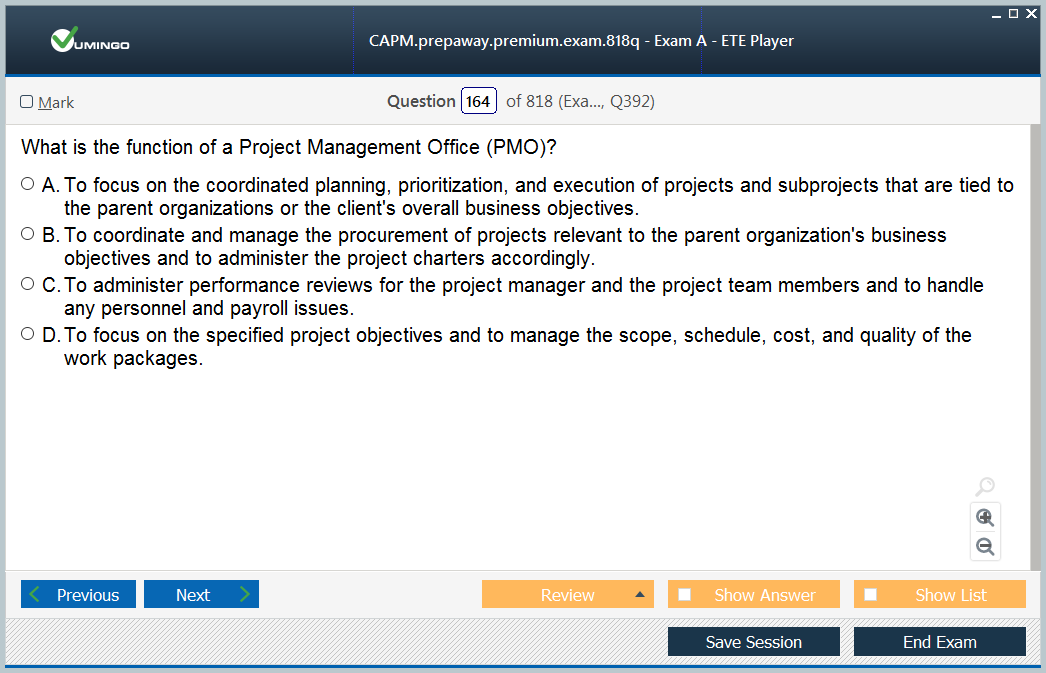 VUMINGO
CAPM.prepaway.premium.exam.818q - Exam A - ETE Player
Mark
Question 164 of 818 (Exa..., Q392)
What is the function of a Project Management Office (PMO)?
A. To focus on the coordinated planning, prioritization, and execution of projects and subprojects that are tied to
the parent organizations or the client's overall business objectives.
B. To coordinate and manage the procurement of projects relevant to the parent organization's business
objectives and to administer the project charters accordingly.
C. To administer performance reviews for the project manager and the project team members and to handle
any personnel and payroll issues.
D. To focus on the specified project objectives and to manage the scope, schedule, cost, and quality of the
work packages.
Previous Next Review Show Answer Show List
Save Session End Exam